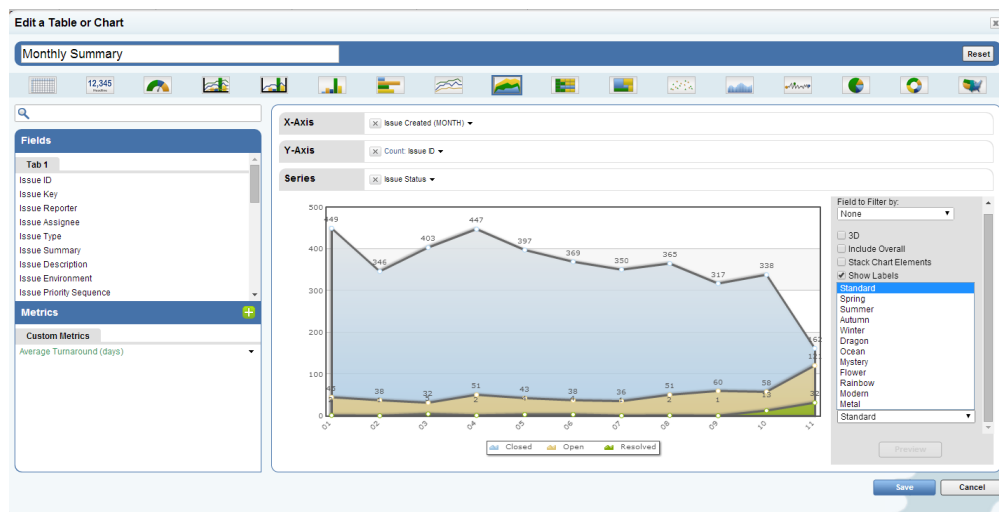 Edit a Table or Chart
Monthly Summary
Reset
12,345
Fields
Tab 1
Issue ID
Issue Key
Issue Reporter
Issue Assignee
Issue Type
Issue Summary
Issue Description
Issue Environment
Issue Priority Sequence
Metrics
Custom Metrics
Average Turnaround (days)
X-Axis
Issue Created (MONTH)
Y-Axis
Count: Issue ID
Series
Issue Status
500
400
300
200
100
0
449
346
403
447
397
369
350
365
317
338
162
45
38
32
51
43
38
36
51
60
58
121
2
2
1
13
32
01
02
03
04
05
06
07
08
09
10
11
Closed
Open
Resolved
Field to Filter by:
None
3D
Include Overall
Stack Chart Elements
Show Labels
Standard
Spring
Summer
Autumn
Winter
Dragon
Ocean
Mystery
Flower
Rainbow
Modern
Metal
Standard
Preview
Save
Cancel